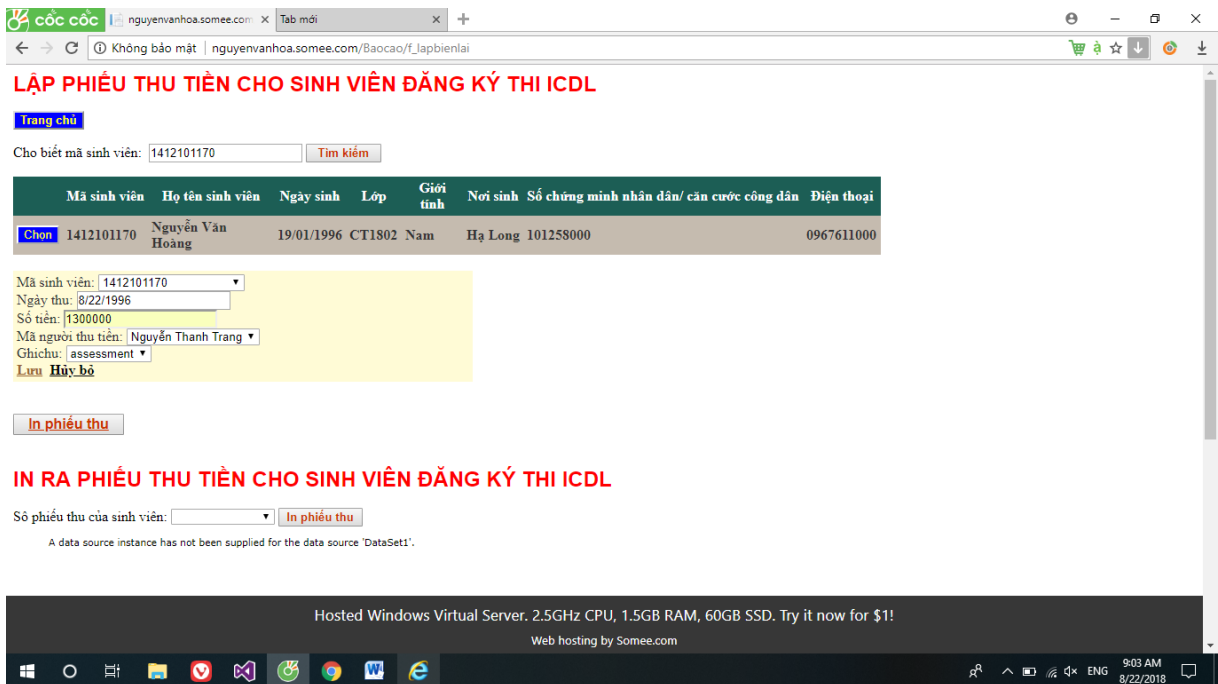 cốc cốc nguyenvanhoa.somee.com Tab mới
Không bảo mật | nguyenvanhoa.somee.com/Baocao/f_lapbienlai
LẬP PHIẾU THU TIỀN CHO SINH VIÊN ĐĂNG KÝ THI ICDL
Trang chủ
Cho biết mã sinh viên: 1412101170 Tìm kiếm
Mã sinh viên Họ tên sinh viên Ngày sinh Lớp Giới tính Nơi sinh Số chứng minh nhân dân/ căn cước công dân Điện thoại
Chọn 1412101170 Nguyễn Văn Hoàng 19/01/1996 CT1802 Nam Hạ Long 101258000 0967611000
Mã sinh viên: 1412101170
Ngày thu: 8/22/1996
Số tiền: 1300000
Mã người thu tiền: Nguyễn Thanh Trang
Ghichu: assessment
Lưu Hủy bỏ
In phiếu thu
IN RA PHIẾU THU TIỀN CHO SINH VIÊN ĐĂNG KÝ THI ICDL
Sô phiếu thu của sinh viên: In phiếu thu
A data source instance has not been supplied for the data source 'DataSet1'.
Hosted Windows Virtual Server. 2.5GHz CPU, 1.5GB RAM, 60GB SSD. Try it now for $1!
Web hosting by Somee.com
ENG 9:03 AM
8/22/2018